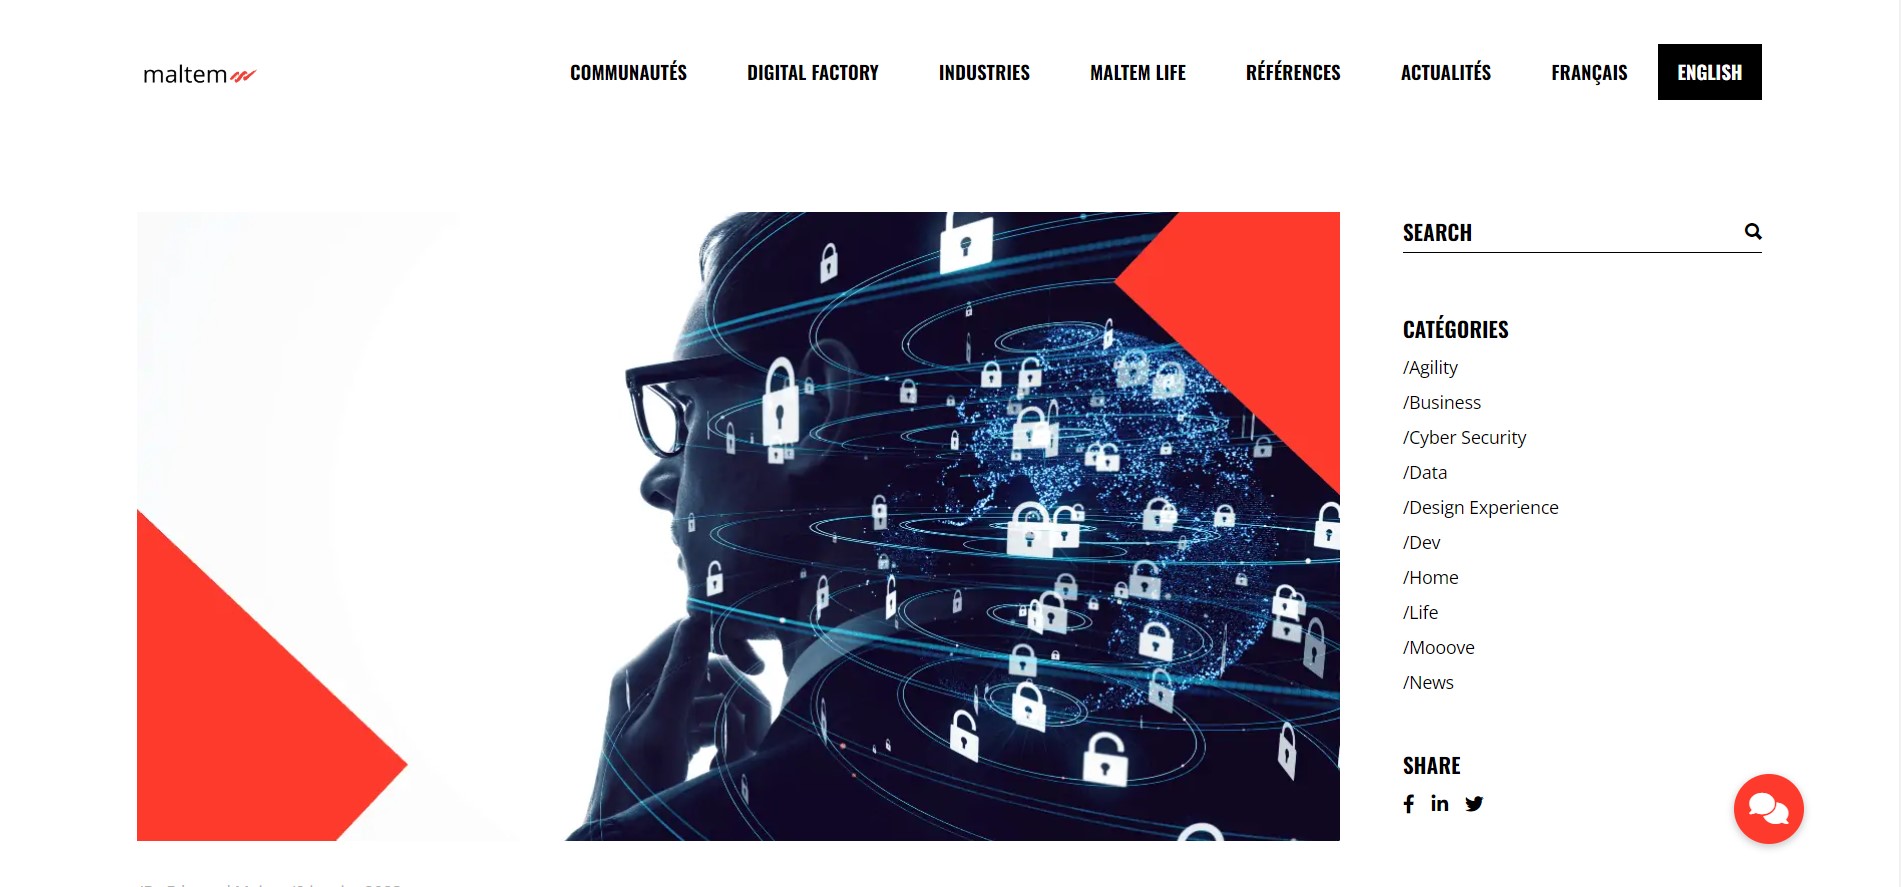 maltem
COMMUNAUTÉS DIGITAL FACTORY INDUSTRIES MALTEM LIFE RÉFÉRENCES ACTUALITÉS FRANÇAIS ENGLISH
SEARCH
CATÉGORIES
/Agility
/Business
/Cyber Security
/Data
/Design Experience
/Dev
/Home
/Life
/Mooove
/News
SHARE